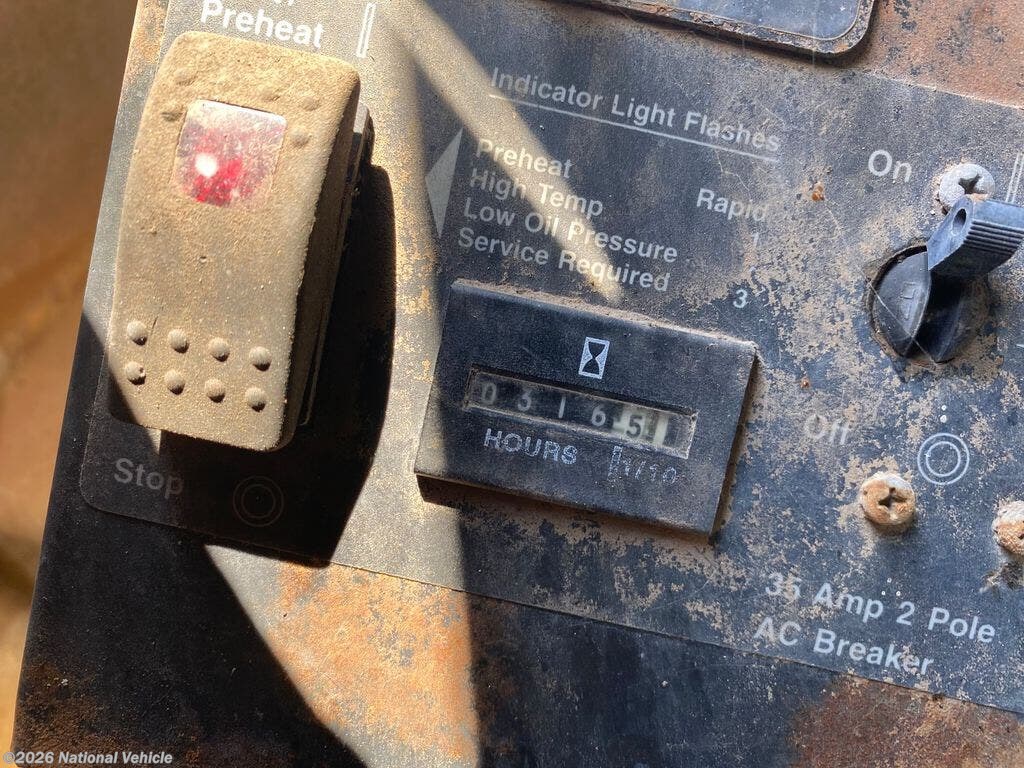 Preheat
Indicator Light Flashes
Preheat Rapid
High Temp 1
Low Oil Pressure
Service Required 3
On
0 3 1 6 5 1
HOURS 1/10
Off
Stop
35 Amp 2 Pole
AC Breaker
©2026 National Vehicle